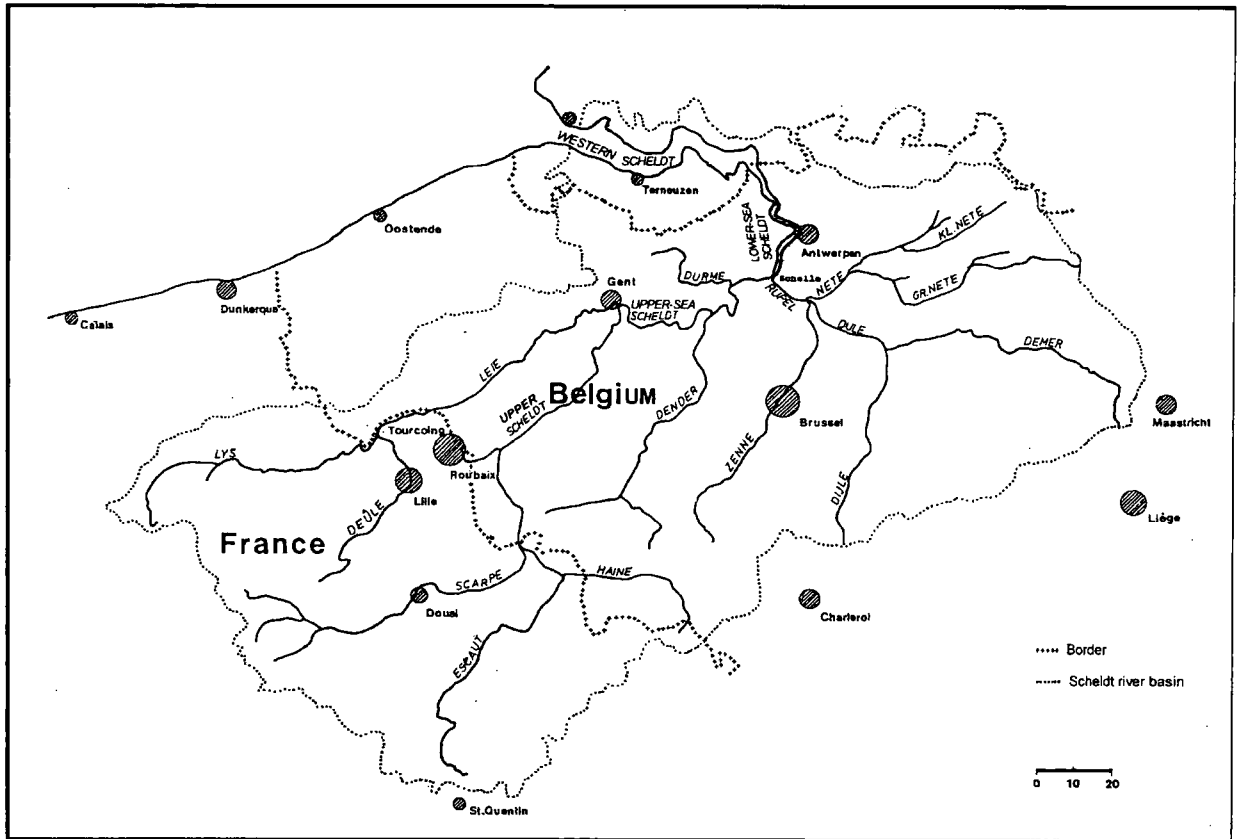 WESTERN SCHELDT
Terneuzen
Oostende
LOWER-SEA
SCHELDT
Antwerpen
KL. NETE
Schelle
NETE
GR. NETE
DURME
RUPEL
Gent
UPPER-SEA
SCHELDT
Dunkerque
Calais
DIJLE
DEMER
LEIE
BelgIUM
UPPER
SCHELDT
DENDER
Brussel
Maastricht
Tourcoing
Roubaix
LYS
ZENNE
DIJLE
Lille
Liège
DEÛLE
France
SCARPE
HAINE
Douai
Charleroi
ESCAUT
Border
Scheldt river basin
0 10 20
St.Quentin